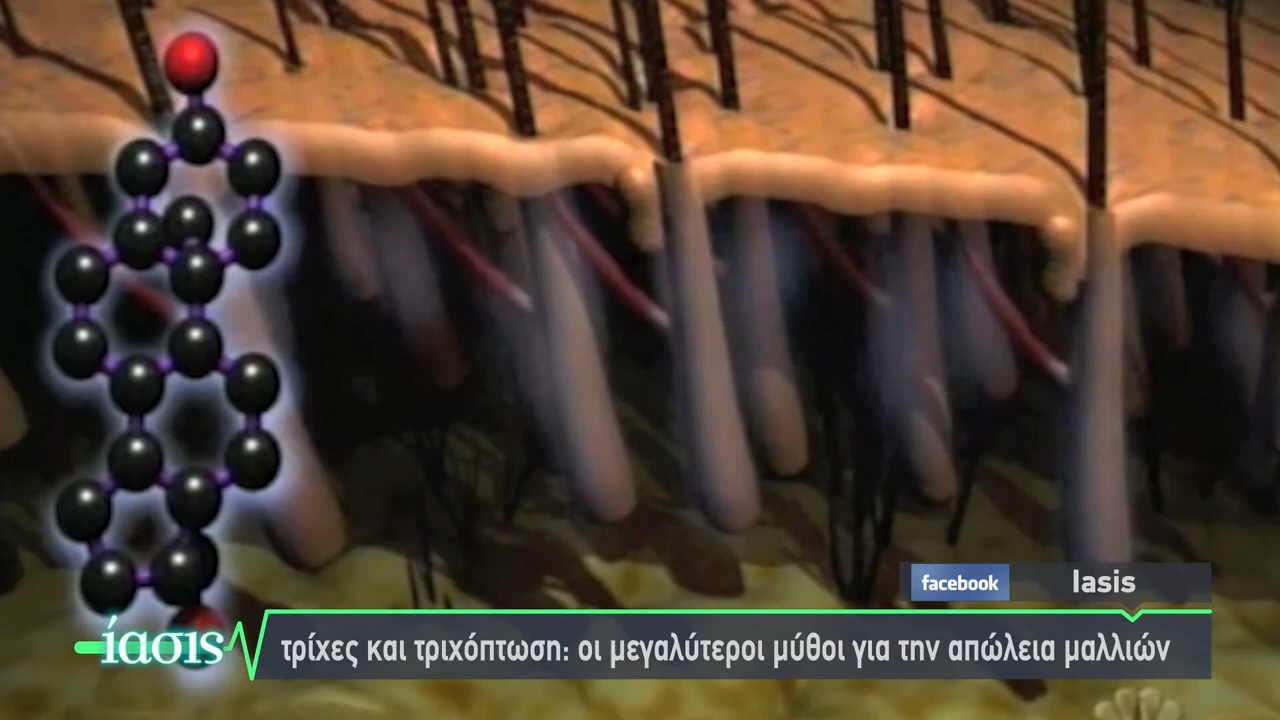 facebook Iasis
ίασις
τρίχες και τριχόπτωση: οι μεγαλύτεροι μύθοι για την απώλεια μαλλιών